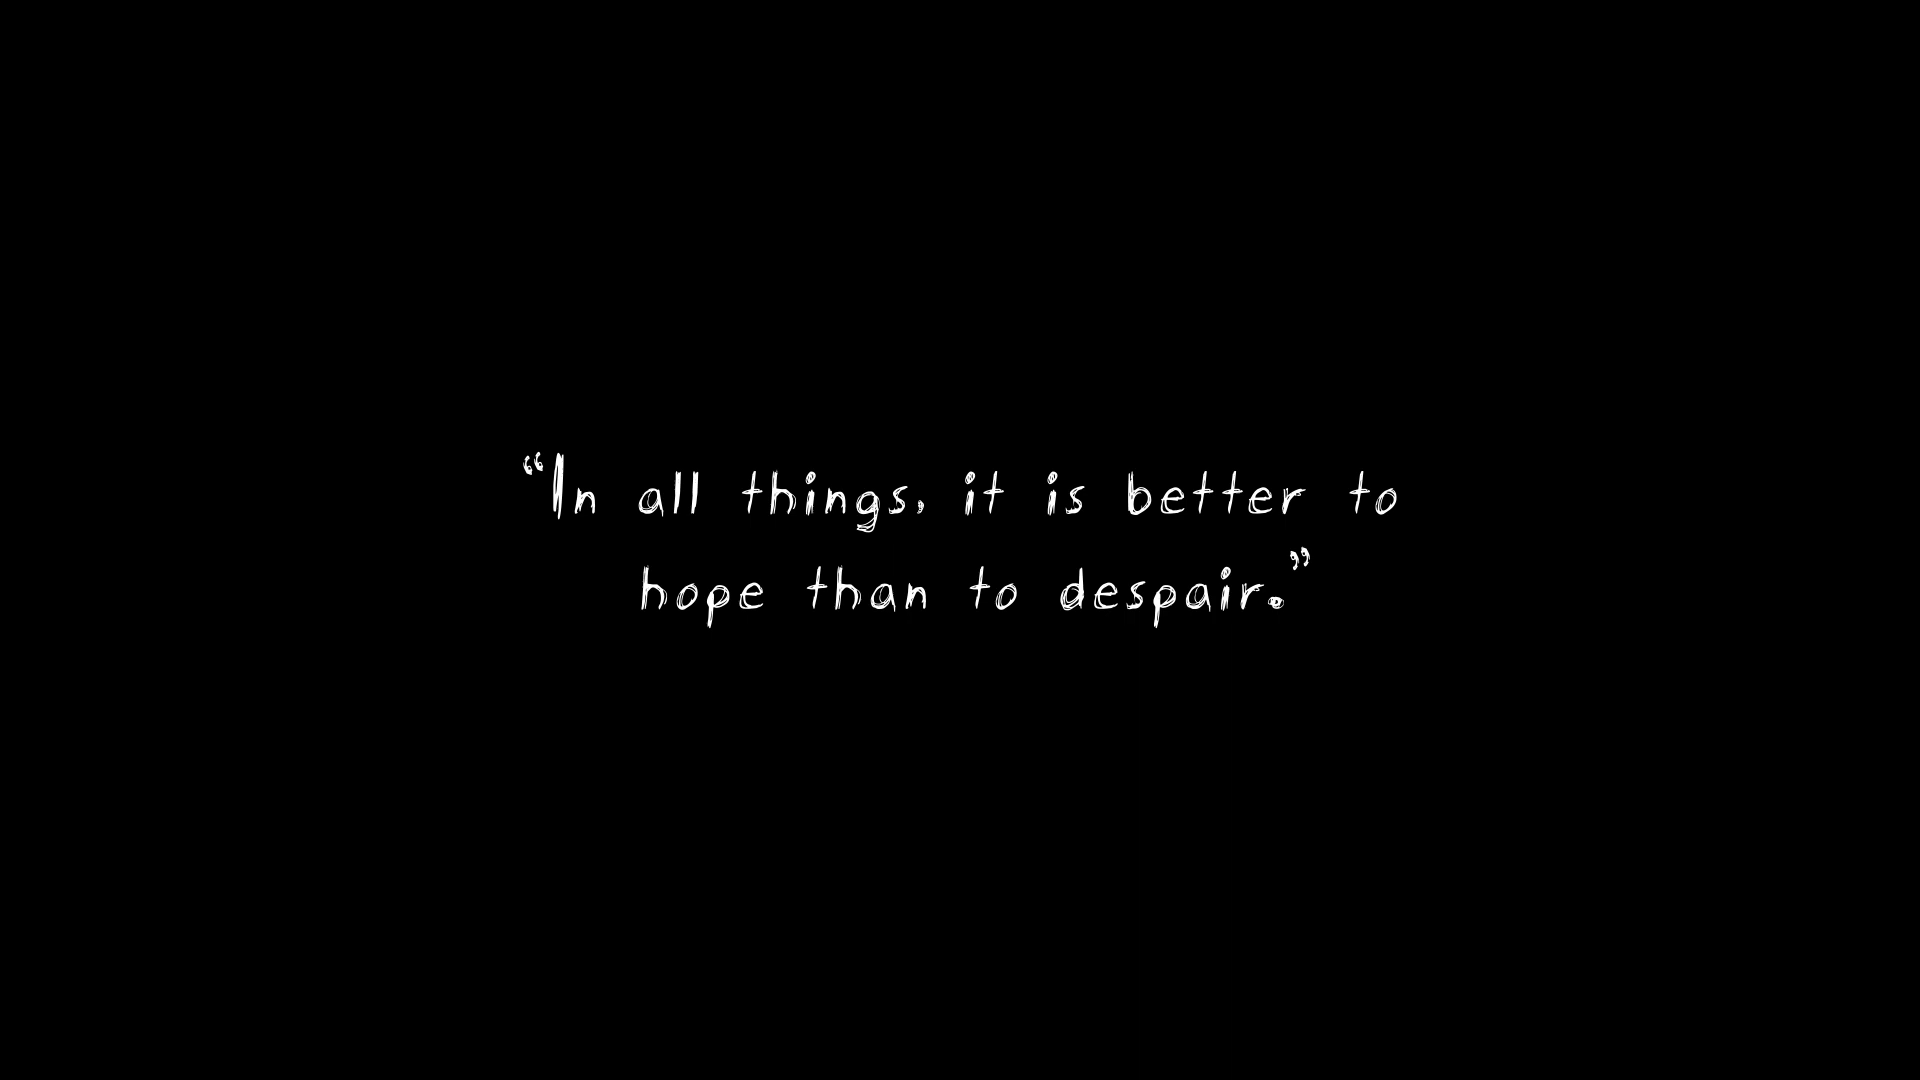 “In all things, it is better to
hope than to despair.”